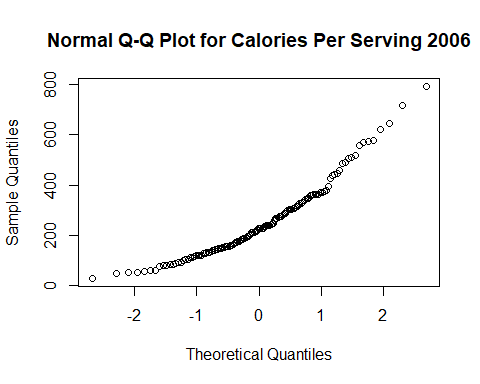 Normal Q-Q Plot for Calories Per Serving 2006
800
600
400
200
0
Sample Quantiles
-2 -1 0 1 2
Theoretical Quantiles